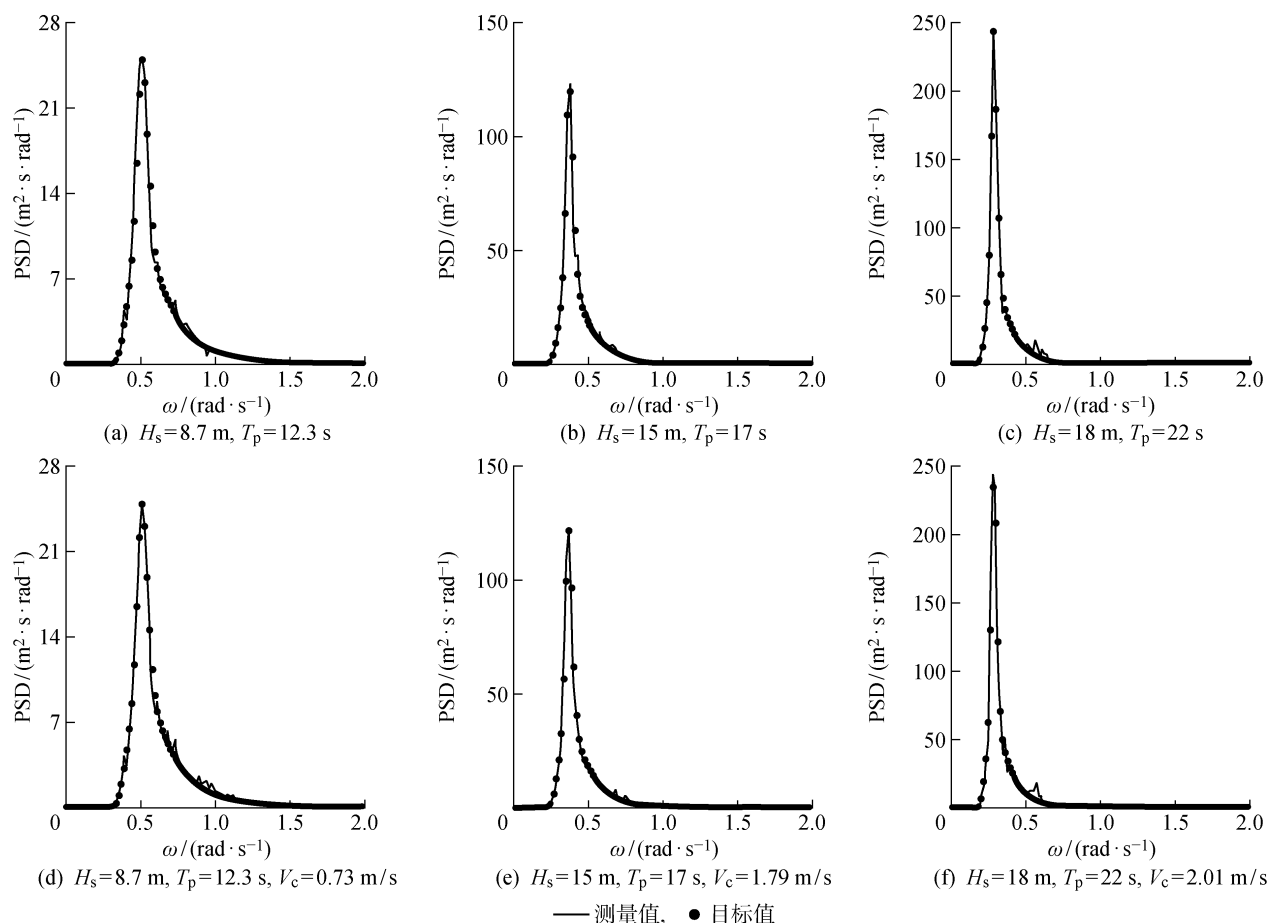 28
21
14
7
0
0.5
1.0
1.5
2.0
PSD/(m²·s·rad⁻¹)
ω/(rad·s⁻¹)
(a) Hₛ=8.7 m, Tₚ=12.3 s
150
100
50
0
0.5
1.0
1.5
2.0
PSD/(m²·s·rad⁻¹)
ω/(rad·s⁻¹)
(b) Hₛ=15 m, Tₚ=17 s
250
200
150
100
50
0
0.5
1.0
1.5
2.0
PSD/(m²·s·rad⁻¹)
ω/(rad·s⁻¹)
(c) Hₛ=18 m, Tₚ=22 s
28
21
14
7
0
0.5
1.0
1.5
2.0
PSD/(m²·s·rad⁻¹)
ω/(rad·s⁻¹)
(d) Hₛ=8.7 m, Tₚ=12.3 s, V_c=0.73 m/s
150
100
50
0
0.5
1.0
1.5
2.0
PSD/(m²·s·rad⁻¹)
ω/(rad·s⁻¹)
(e) Hₛ=15 m, Tₚ=17 s, V_c=1.79 m/s
250
200
150
100
50
0
0.5
1.0
1.5
2.0
PSD/(m²·s·rad⁻¹)
ω/(rad·s⁻¹)
(f) Hₛ=18 m, Tₚ=22 s, V_c=2.01 m/s
测量值, 目标值